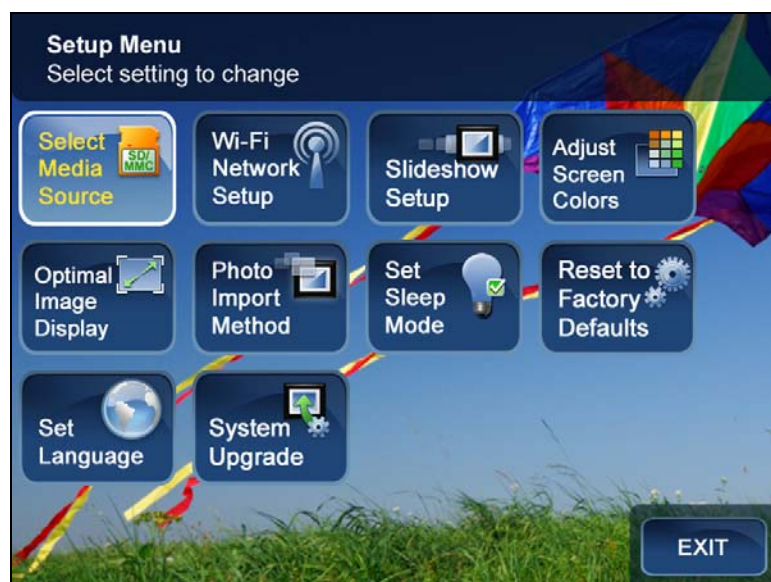 Setup Menu
Select setting to change
Select
Media
Source
SD/
MMC
Wi-Fi
Network
Setup
Slideshow
Setup
Adjust
Screen
Colors
Optimal
Image
Display
Photo
Import
Method
Set
Sleep
Mode
Reset to
Factory
Defaults
Set
Language
System
Upgrade
EXIT